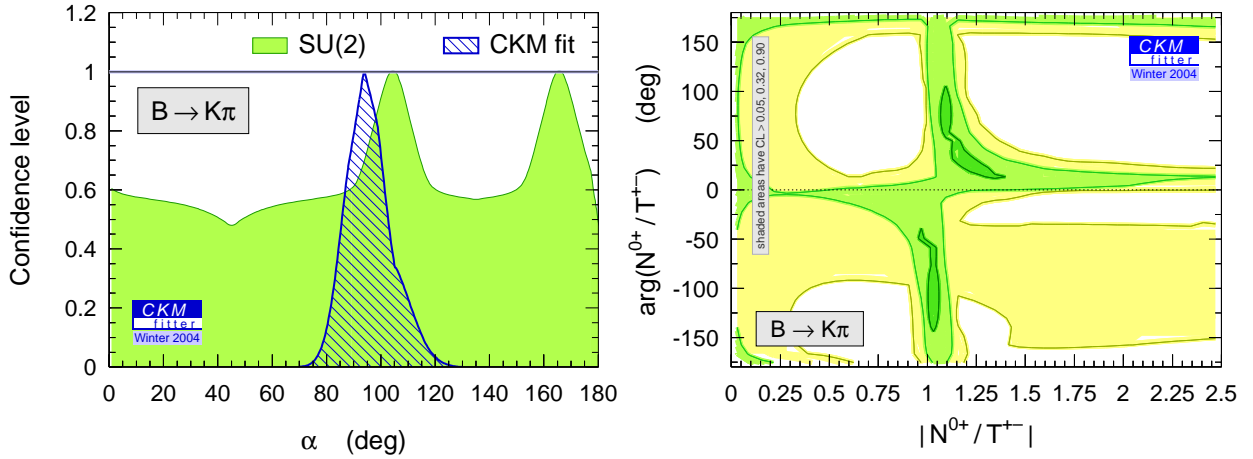 1.2
1
0.8
0.6
0.4
0.2
0
Confidence level
SU(2)
CKM fit
B → Kπ
CKM
fitter
Winter 2004
0 20 40 60 80 100 120 140 160 180
α (deg)
150
100
50
0
-50
-100
-150
arg(N⁰⁺/T⁺⁻) (deg)
shaded areas have CL > 0.05, 0.32, 0.90
CKM
fitter
Winter 2004
B → Kπ
0 0.25 0.5 0.75 1 1.25 1.5 1.75 2 2.25 2.5
|N⁰⁺/T⁺⁻|